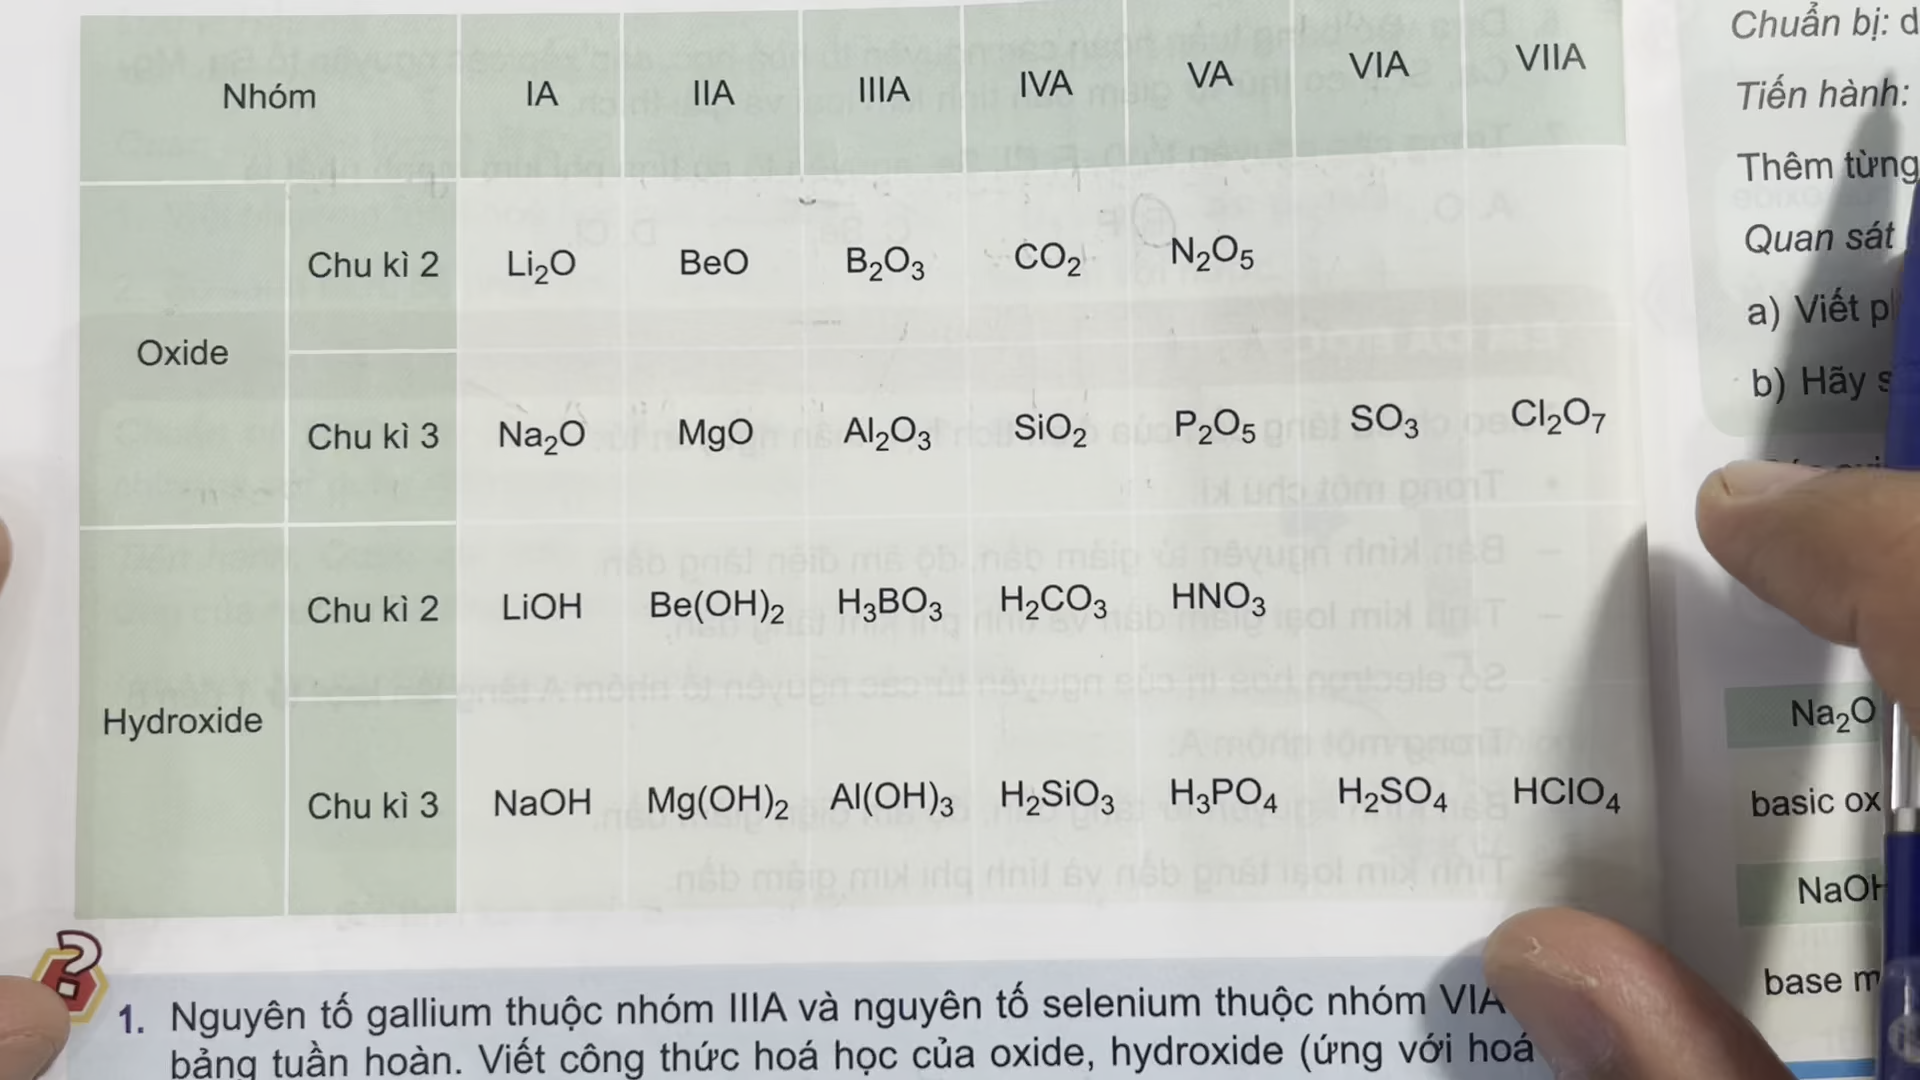 Nhóm IA IIA IIIA IVA VA VIA VIIA
Oxide
Chu kì 2 Li₂O BeO B₂O₃ CO₂ N₂O₅
Chu kì 3 Na₂O MgO Al₂O₃ SiO₂ P₂O₅ SO₃ Cl₂O₇
Hydroxide
Chu kì 2 LiOH Be(OH)₂ H₃BO₃ H₂CO₃ HNO₃
Chu kì 3 NaOH Mg(OH)₂ Al(OH)₃ H₂SiO₃ H₃PO₄ H₂SO₄ HClO₄
1. Nguyên tố gallium thuộc nhóm IIIA và nguyên tố selenium thuộc nhóm VIA
bảng tuần hoàn. Viết công thức hoá học của oxide, hydroxide (ứng với hoá
Chuẩn bị:
Tiến hành:
Thêm từng
Quan sát
a) Viết
b) Hãy
Na₂O
basic
NaOH
base